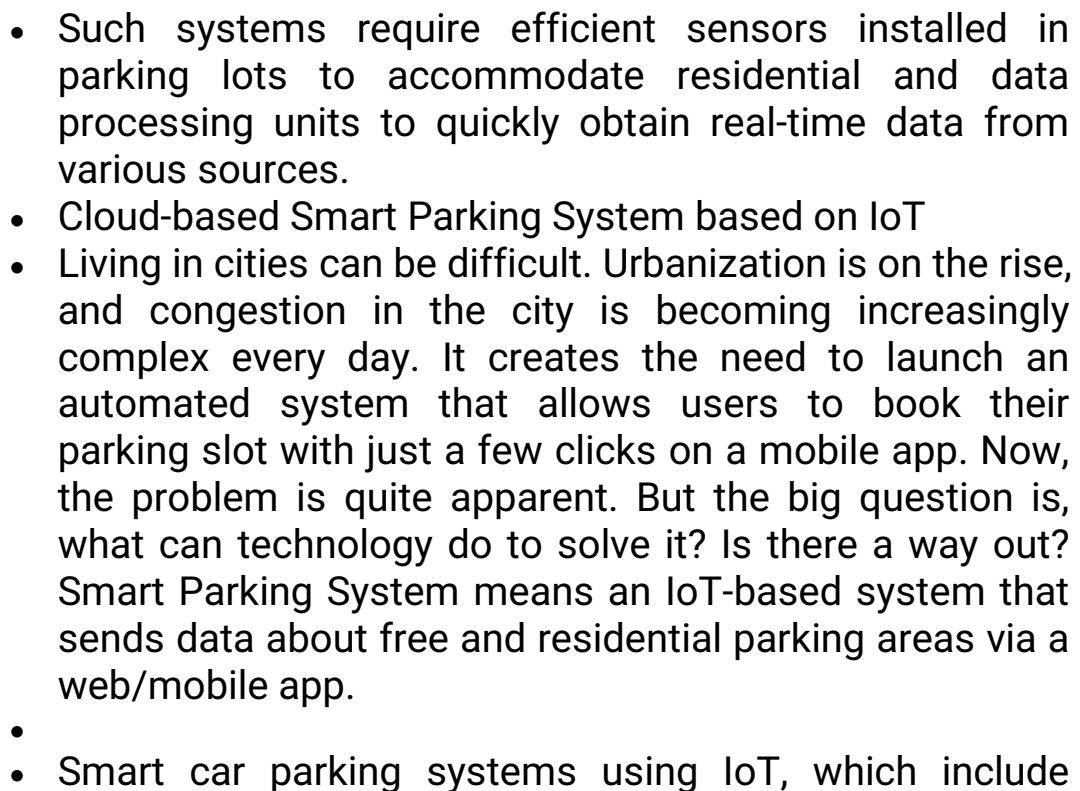 • Such systems require efficient sensors installed in
parking lots to accommodate residential and data
processing units to quickly obtain real-time data from
various sources.
• Cloud-based Smart Parking System based on IoT
• Living in cities can be difficult. Urbanization is on the rise,
and congestion in the city is becoming increasingly
complex every day. It creates the need to launch an
automated system that allows users to book their
parking slot with just a few clicks on a mobile app. Now,
the problem is quite apparent. But the big question is,
what can technology do to solve it? Is there a way out?
Smart Parking System means an IoT-based system that
sends data about free and residential parking areas via a
web/mobile app.
•
• Smart car parking systems using IoT, which include